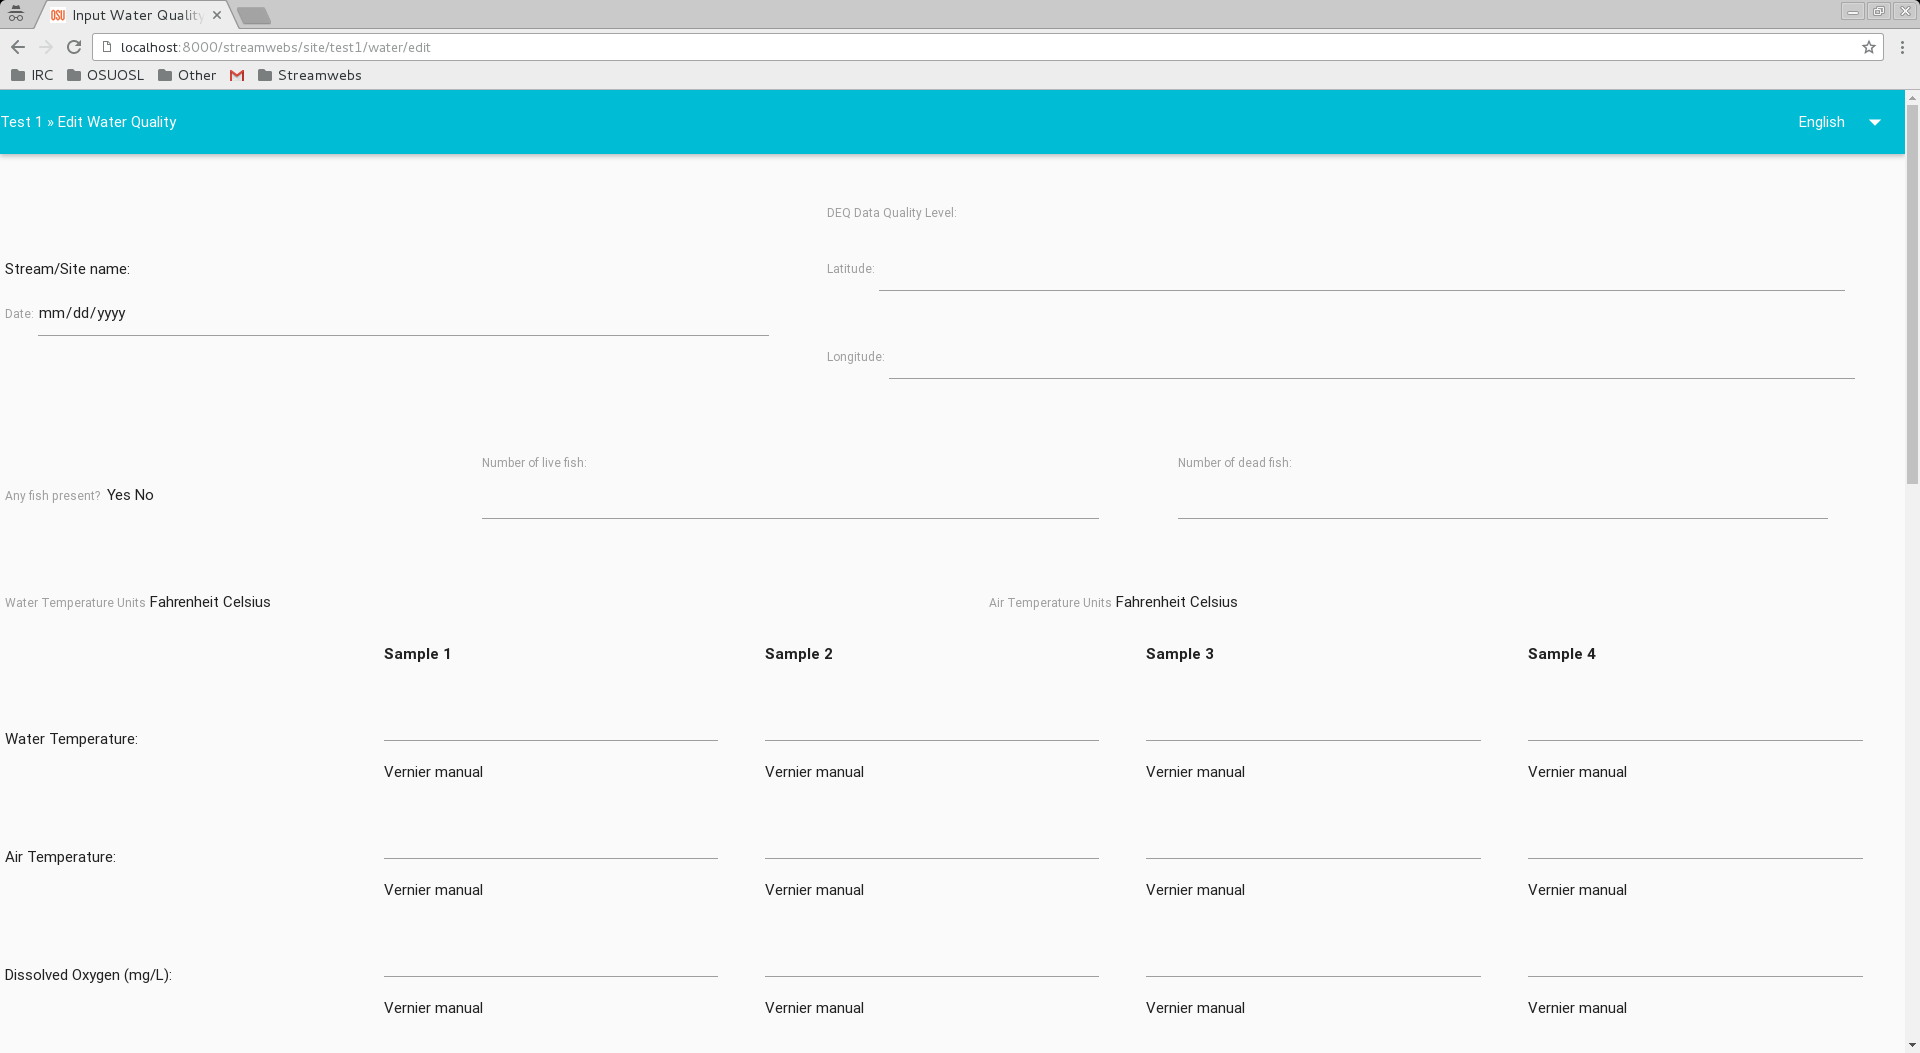 Input Water Quality
localhost:8000/streamwebs/site/test1/water/edit
IRC OSUOSL Other Streamwebs
Test 1 » Edit Water Quality English
DEQ Data Quality Level:
Stream/Site name: Latitude:
Date: mm/dd/yyyy
Longitude:
Number of live fish: Number of dead fish:
Any fish present? Yes No
Water Temperature Units Fahrenheit Celsius Air Temperature Units Fahrenheit Celsius
Sample 1 Sample 2 Sample 3 Sample 4
Water Temperature:
Vernier manual Vernier manual Vernier manual Vernier manual
Air Temperature:
Vernier manual Vernier manual Vernier manual Vernier manual
Dissolved Oxygen (mg/L):
Vernier manual Vernier manual Vernier manual Vernier manual